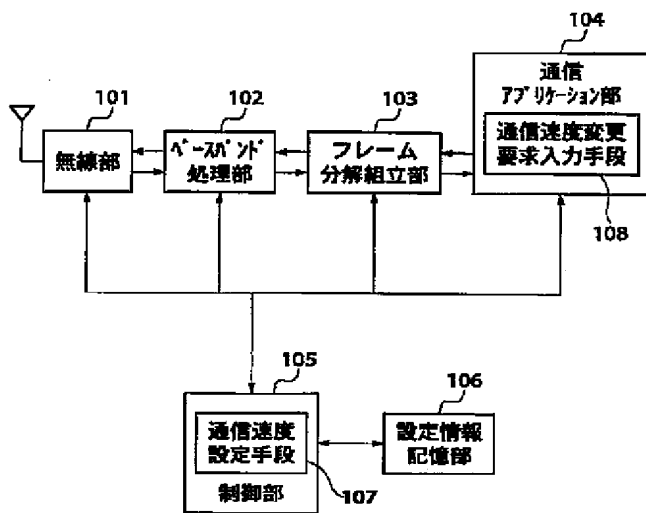 104
通信
ｱﾌﾟﾘｹｰｼｮﾝ部
通信速度変更
要求入力手段
108
101
無線部
102
ﾍﾞｰｽﾊﾞﾝﾄﾞ
処理部
103
フレーム
分解組立部
105
通信速度
設定手段
107
制御部
106
設定情報
記憶部